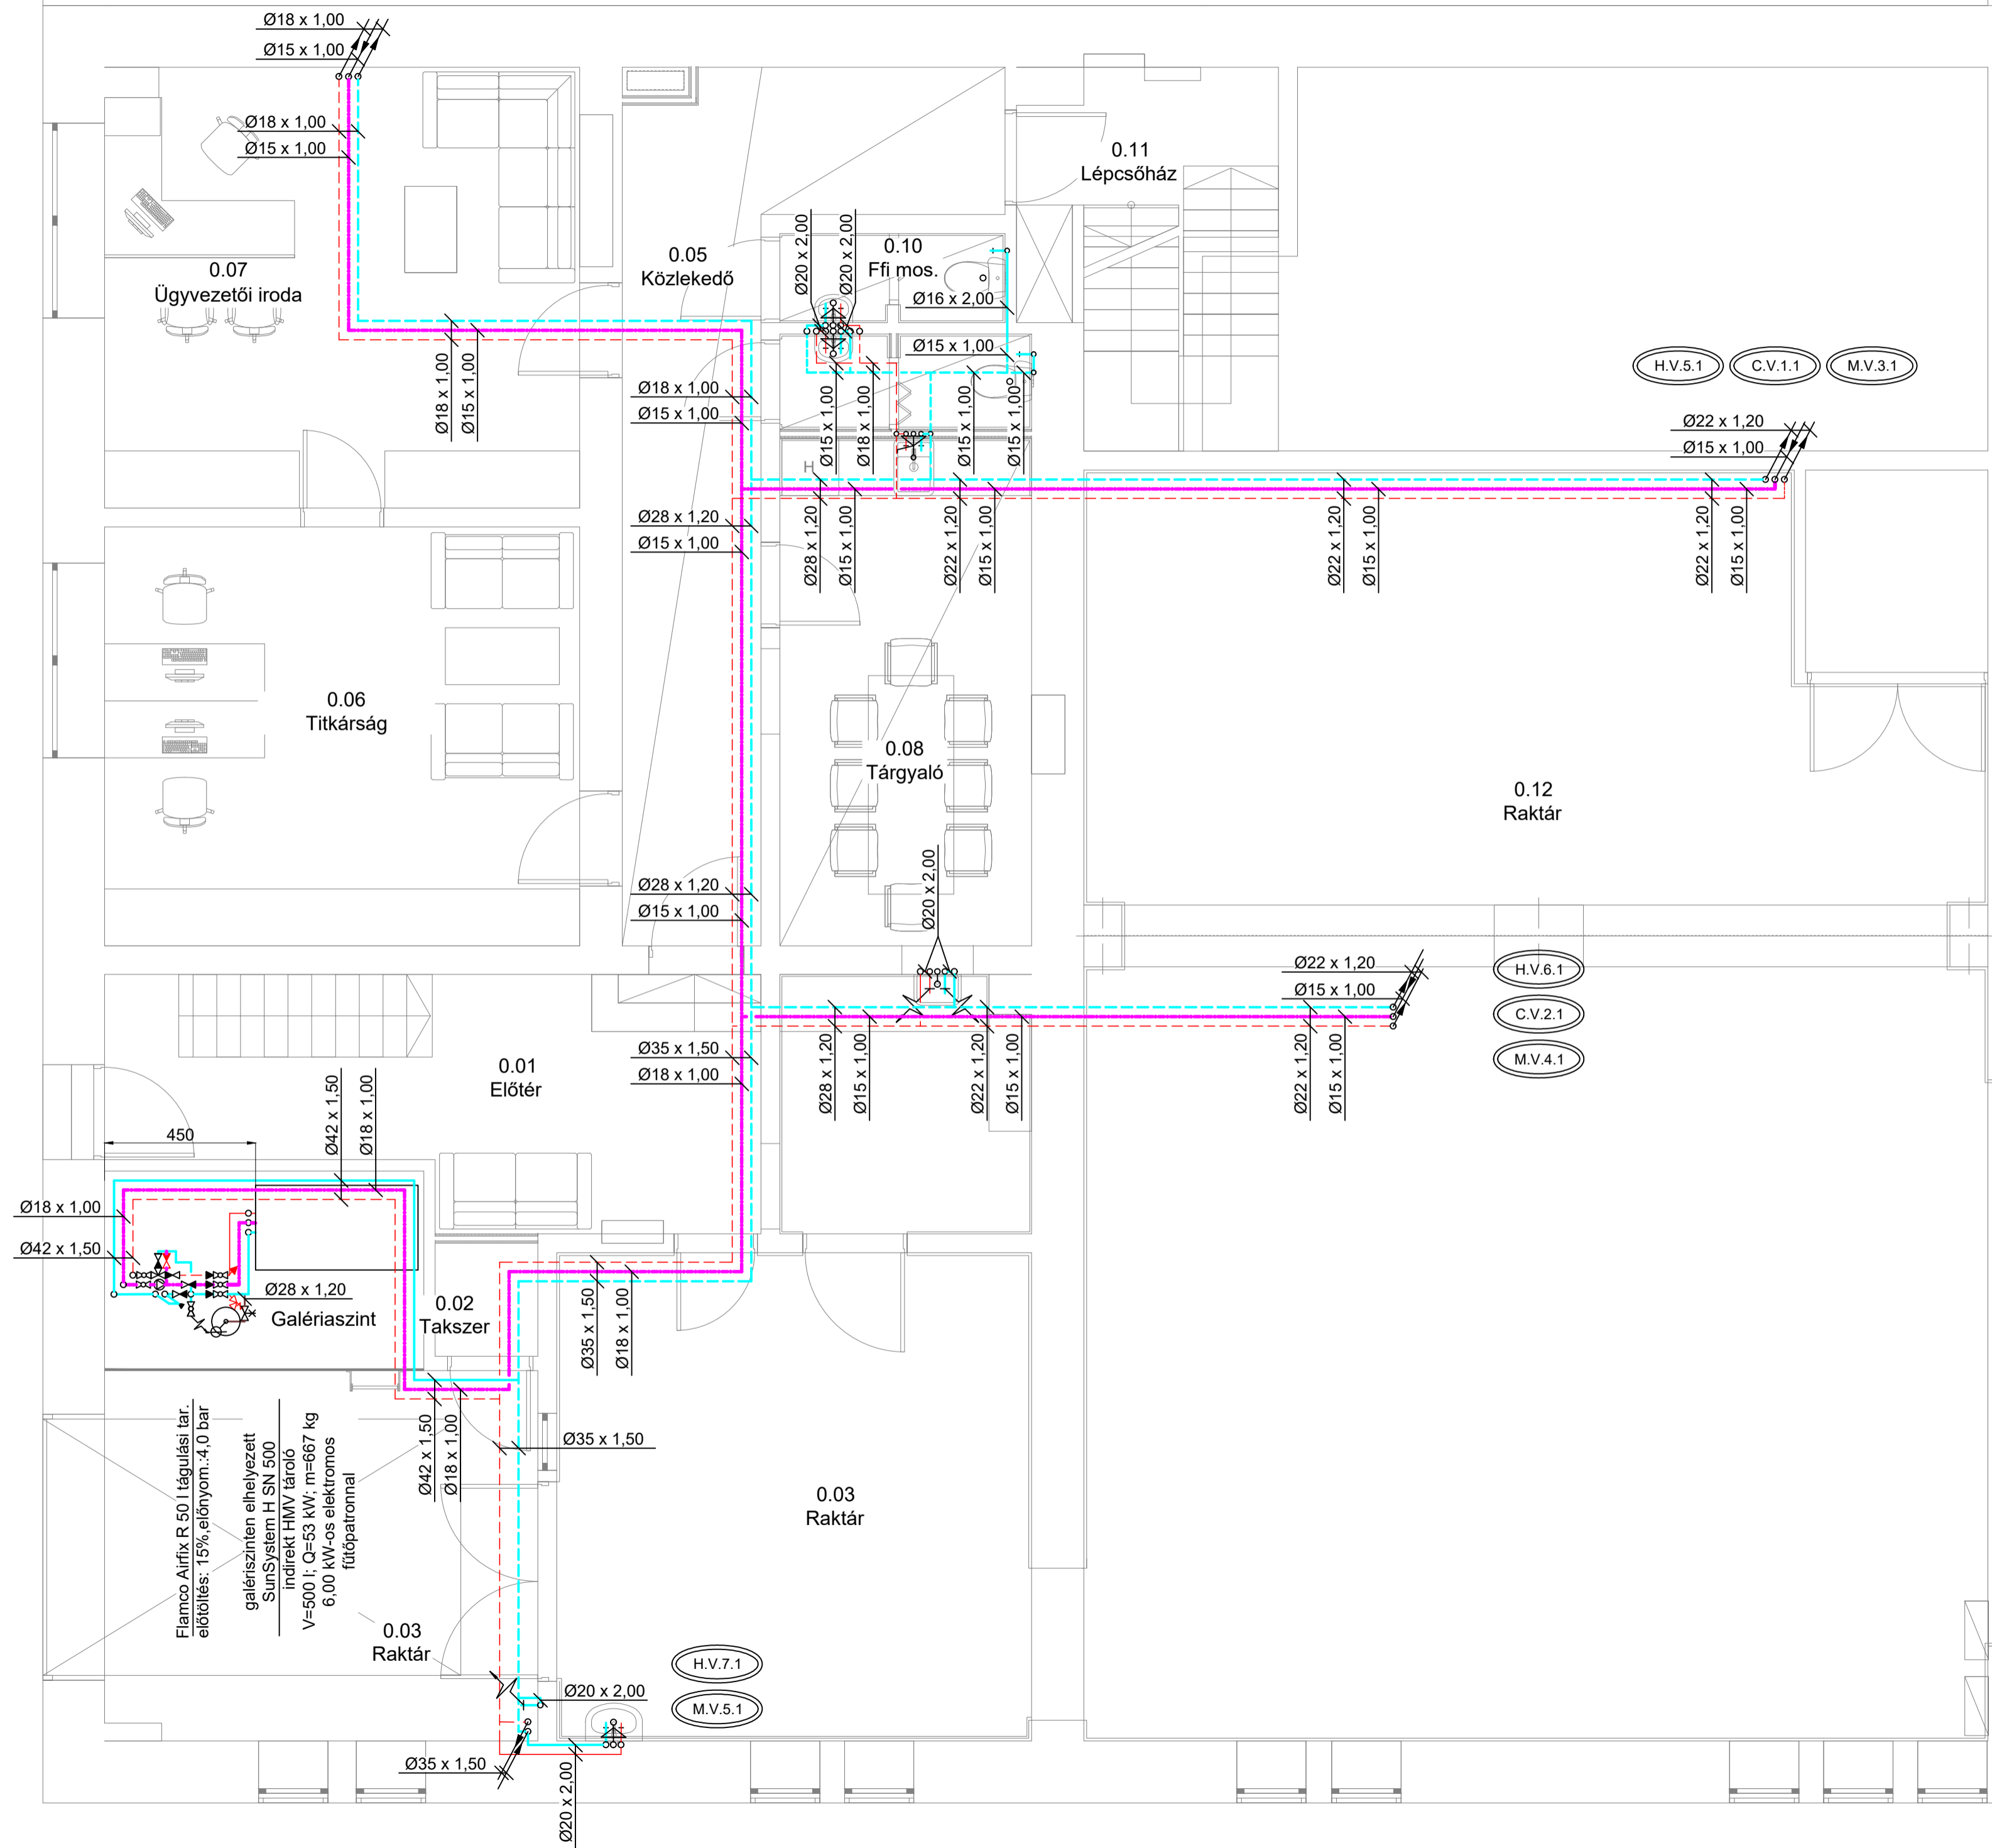 Ø18 x 1,00
Ø15 x 1,00
Ø18 x 1,00
Ø15 x 1,00
0.07
Ügyvezetői iroda
0.05
Közlekedő
0.11
Lépcsőház
Ø20 x 2,00
Ø20 x 2,00
0.10
Ffi mos.
Ø16 x 2,00
Ø15 x 1,00
H.V.5.1
C.V.1.1
M.V.3.1
Ø18 x 1,00
Ø15 x 1,00
Ø18 x 1,00
Ø15 x 1,00
Ø15 x 1,00
Ø18 x 1,00
Ø15 x 1,00
Ø15 x 1,00
H
Ø22 x 1,20
Ø15 x 1,00
Ø28 x 1,20
Ø15 x 1,00
Ø28 x 1,20
Ø15 x 1,00
Ø22 x 1,20
Ø15 x 1,00
Ø22 x 1,20
Ø15 x 1,00
Ø22 x 1,20
Ø15 x 1,00
0.06
Titkárság
0.08
Tárgyaló
0.12
Raktár
Ø28 x 1,20
Ø15 x 1,00
Ø20 x 2,00
Ø22 x 1,20
Ø15 x 1,00
H.V.6.1
C.V.2.1
M.V.4.1
0.01
Előtér
Ø35 x 1,50
Ø18 x 1,00
Ø28 x 1,20
Ø15 x 1,00
Ø22 x 1,20
Ø15 x 1,00
Ø22 x 1,20
Ø15 x 1,00
450
Ø42 x 1,50
Ø18 x 1,00
Ø18 x 1,00
Ø42 x 1,50
Ø28 x 1,20
Galériaszint
0.02
Takszer
Ø35 x 1,50
Ø18 x 1,00
Ø42 x 1,50
Ø18 x 1,00
Ø35 x 1,50
Flamco Airfix R 50 l tágulási tar.
előtöltés: 15%,előnyom.:4,0 bar
galériszinten elhelyezett
SunSystem H SN 500
indirekt HMV tároló
V=500 l; Q=53 kW; m=667 kg
6,00 kW-os elektromos
fűtőpatronnal
0.03
Raktár
0.03
Raktár
H.V.7.1
M.V.5.1
Ø20 x 2,00
Ø35 x 1,50
Ø20 x 2,00